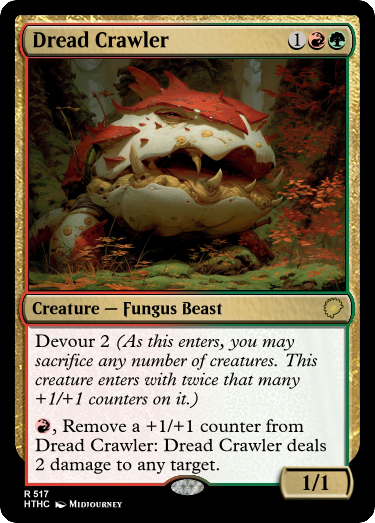 Dread Crawler 1
Creature — Fungus Beast
Devour 2 (As this enters, you may
sacrifice any number of creatures. This
creature enters with twice that many
+1/+1 counters on it.)
, Remove a +1/+1 counter from
Dread Crawler: Dread Crawler deals
2 damage to any target.
1/1
R 517
HTHC Midjourney